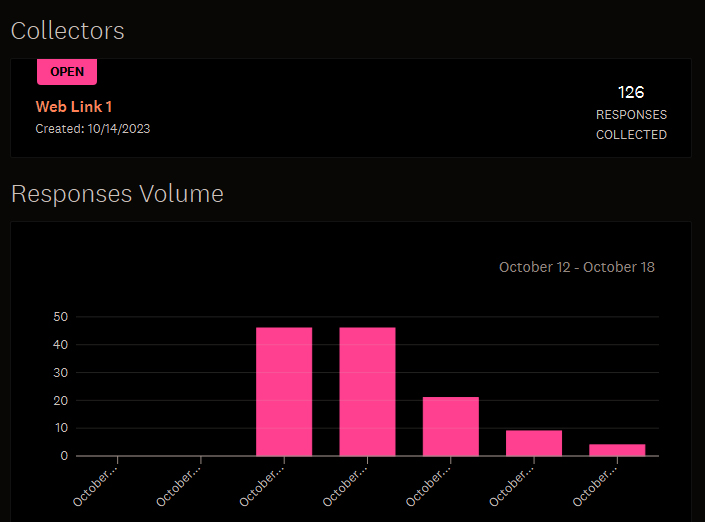 Collectors
OPEN
Web Link 1
Created: 10/14/2023
126
RESPONSES
COLLECTED
Responses Volume
October 12 - October 18
50
40
30
20
10
0
October...
October...
October...
October...
October...
October...
October...